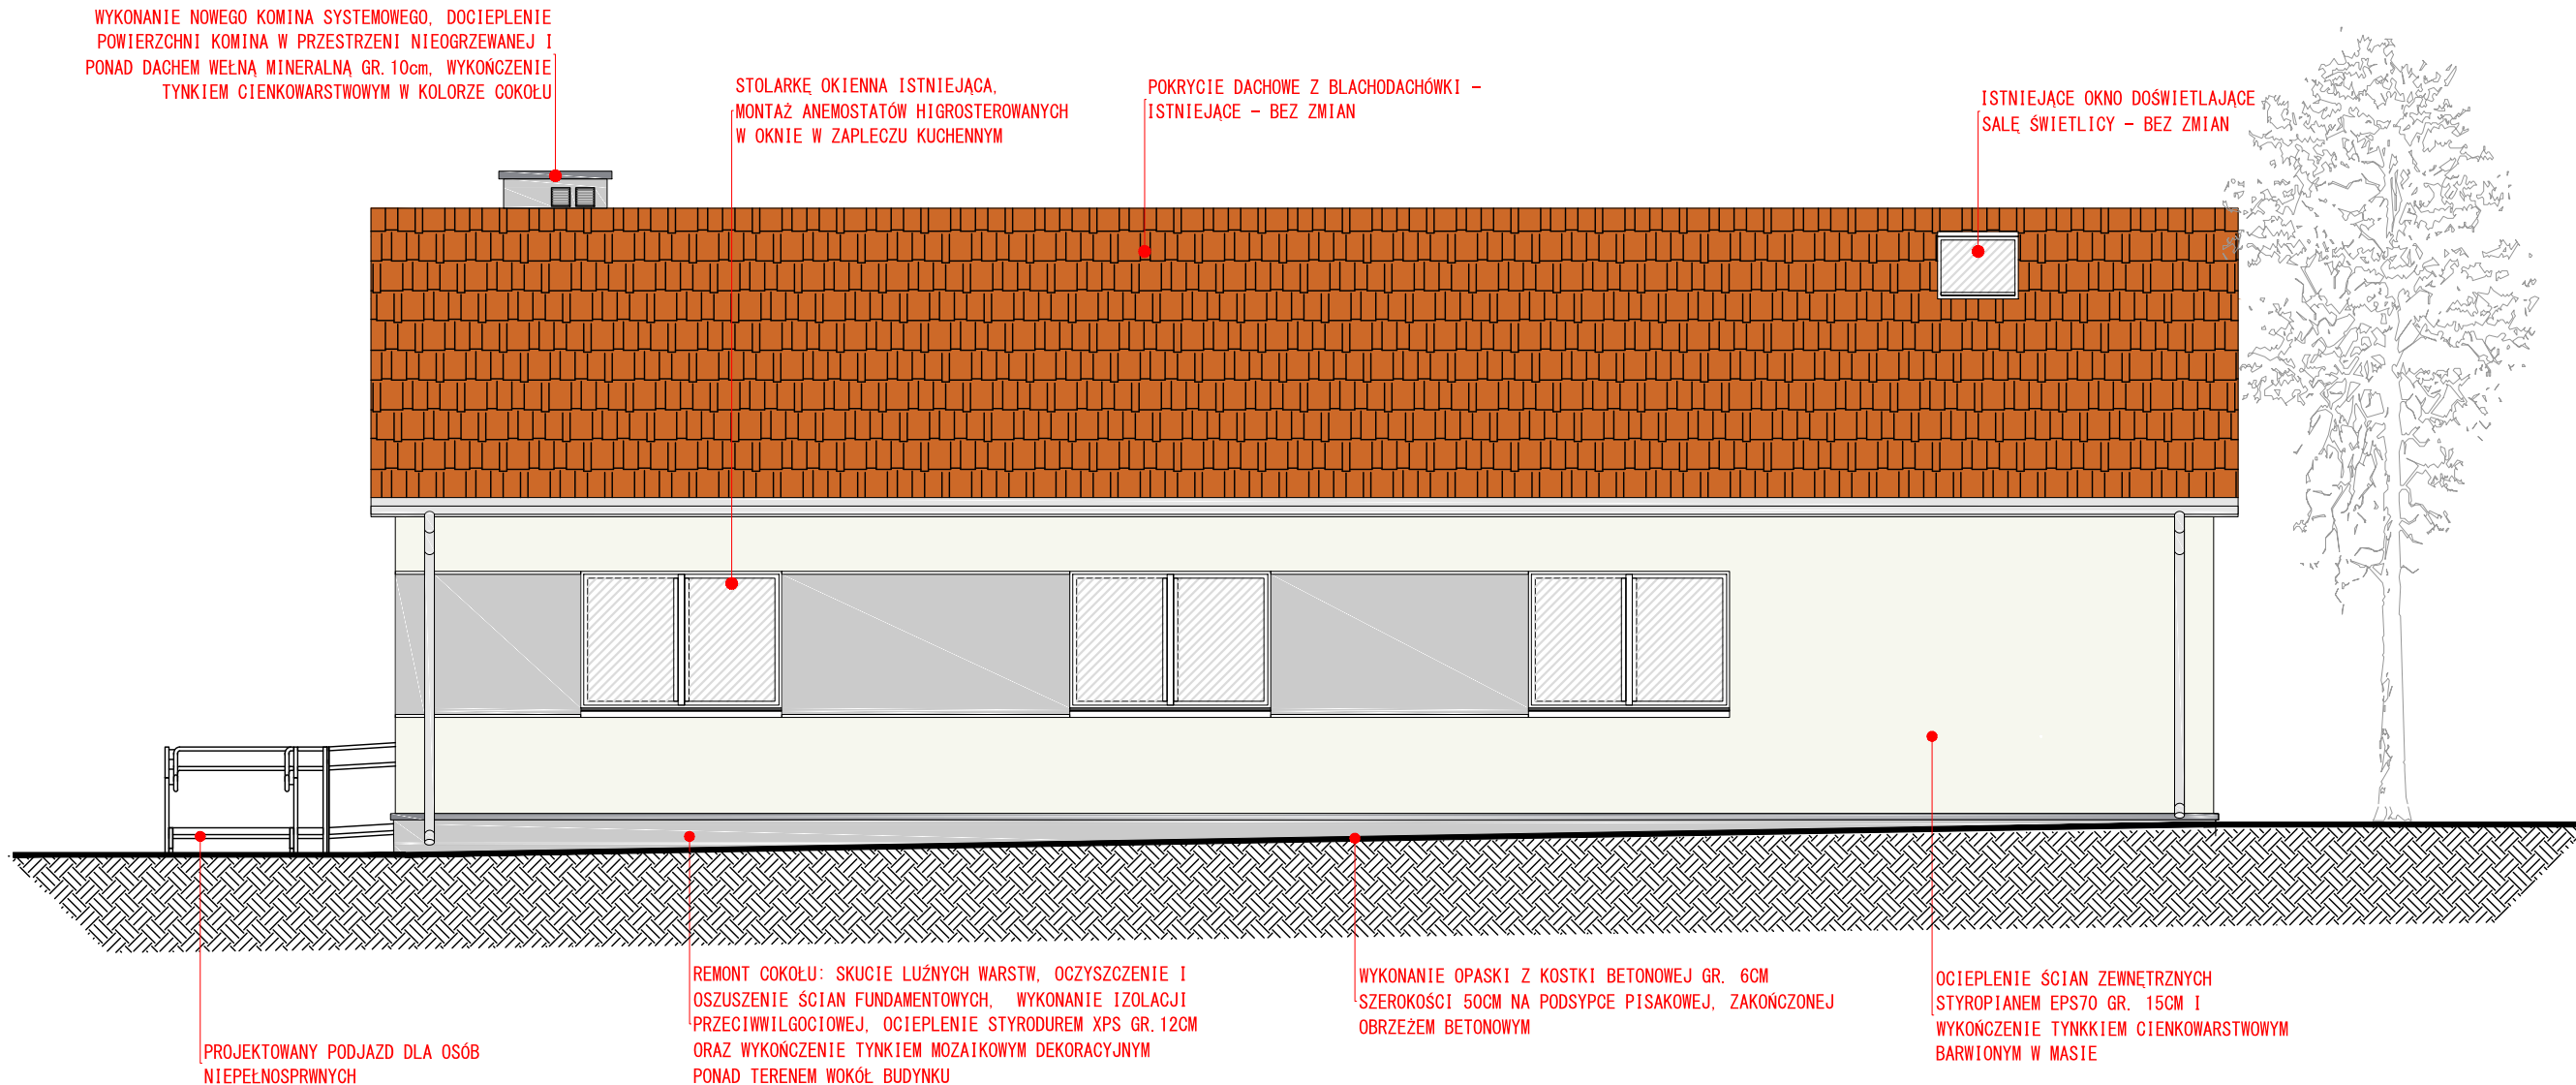 WYKONANIE NOWEGO KOMINA SYSTEMOWEGO, DOCIEPLENIE
POWIERZCHNI KOMINA W PRZESTRZENI NIEOGRZEWANEJ I
PONAD DACHEM WEŁNĄ MINERALNĄ GR.10cm, WYKOŃCZENIE
TYNKIEM CIENKOWARSTWOWYM W KOLORZE COKOŁU
STOLARKĘ OKIENNA ISTNIEJĄCA,
MONTAŻ ANEMOSTATÓW HIGROSTEROWANYCH
W OKNIE W ZAPLECZU KUCHENNYM
POKRYCIE DACHOWE Z BLACHODACHÓWKI –
ISTNIEJĄCE – BEZ ZMIAN
ISTNIEJĄCE OKNO DOŚWIETLAJĄCE
SALĘ ŚWIETLICY – BEZ ZMIAN
PROJEKTOWANY PODJAZD DLA OSÓB
NIEPEŁNOSPRWNYCH
REMONT COKOŁU: SKUCIE LUŹNYCH WARSTW, OCZYSZCZENIE I
OSZUSZENIE ŚCIAN FUNDAMENTOWYCH, WYKONANIE IZOLACJI
PRZECIWWILGOCIOWEJ, OCIEPLENIE STYRODUREM XPS GR.12CM
ORAZ WYKOŃCZENIE TYNKIEM MOZAIKOWYM DEKORACYJNYM
PONAD TERENEM WOKÓŁ BUDYNKU
WYKONANIE OPASKI Z KOSTKI BETONOWEJ GR. 6CM
SZEROKOŚCI 50CM NA PODSYPCE PISAKOWEJ, ZAKOŃCZONEJ
OBRZEŻEM BETONOWYM
OCIEPLENIE ŚCIAN ZEWNĘTRZNYCH
STYROPIANEM EPS70 GR. 15CM I
WYKOŃCZENIE TYNKKIEM CIENKOWARSTWOWYM
BARWIONYM W MASIE